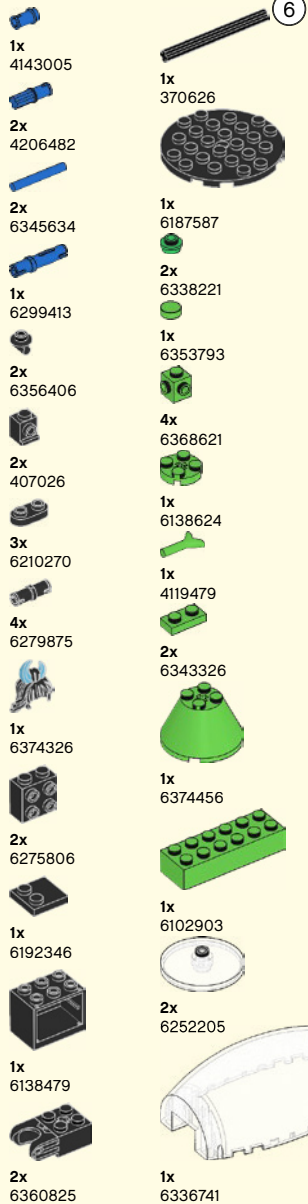 6
1x
4143005
2x
4206482
2x
6345634
1x
6299413
2x
6356406
2x
407026
3x
6210270
4x
6279875
1x
6374326
2x
6275806
1x
6192346
1x
6138479
2x
6360825
1x
370626
1x
6187587
2x
6338221
1x
6353793
4x
6368621
1x
6138624
1x
4119479
2x
6343326
1x
6374456
1x
6102903
2x
6252205
1x
6336741